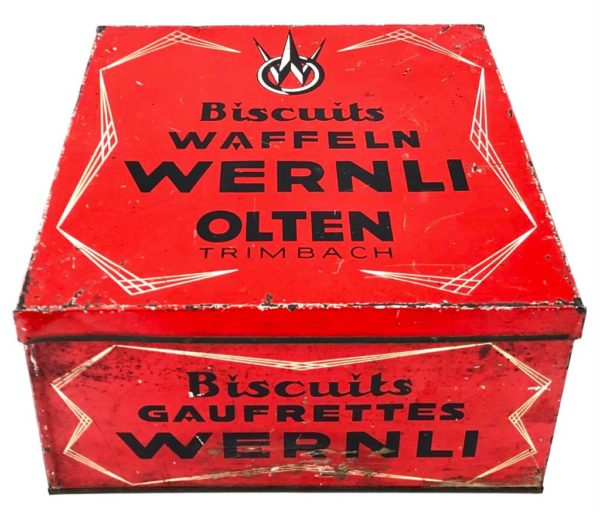 W
Biscuits
WAFFELN
WERNLI
OLTEN
TRIMBACH
Biscuits
GAUFRETTES
WERNLI